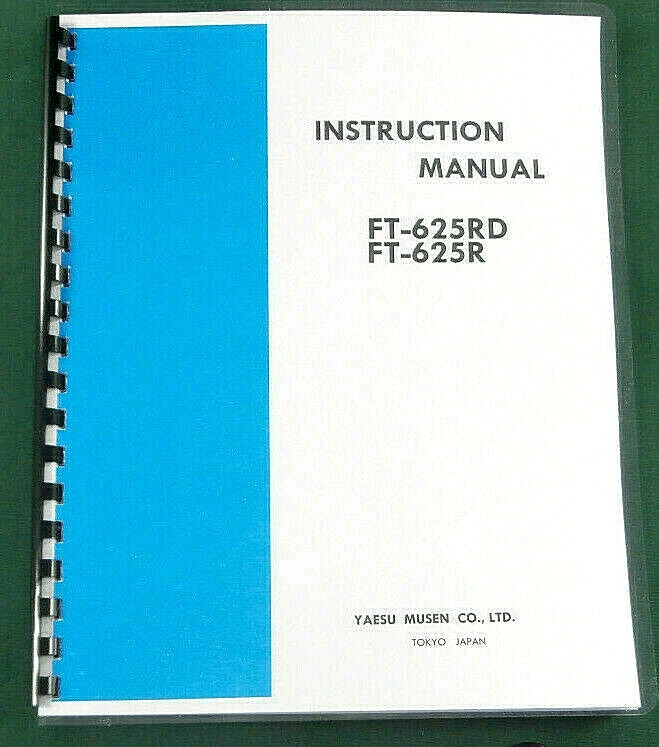 INSTRUCTION
MANUAL
FT-625RD
FT-625R
YAESU MUSEN CO., LTD.
TOKYO JAPAN